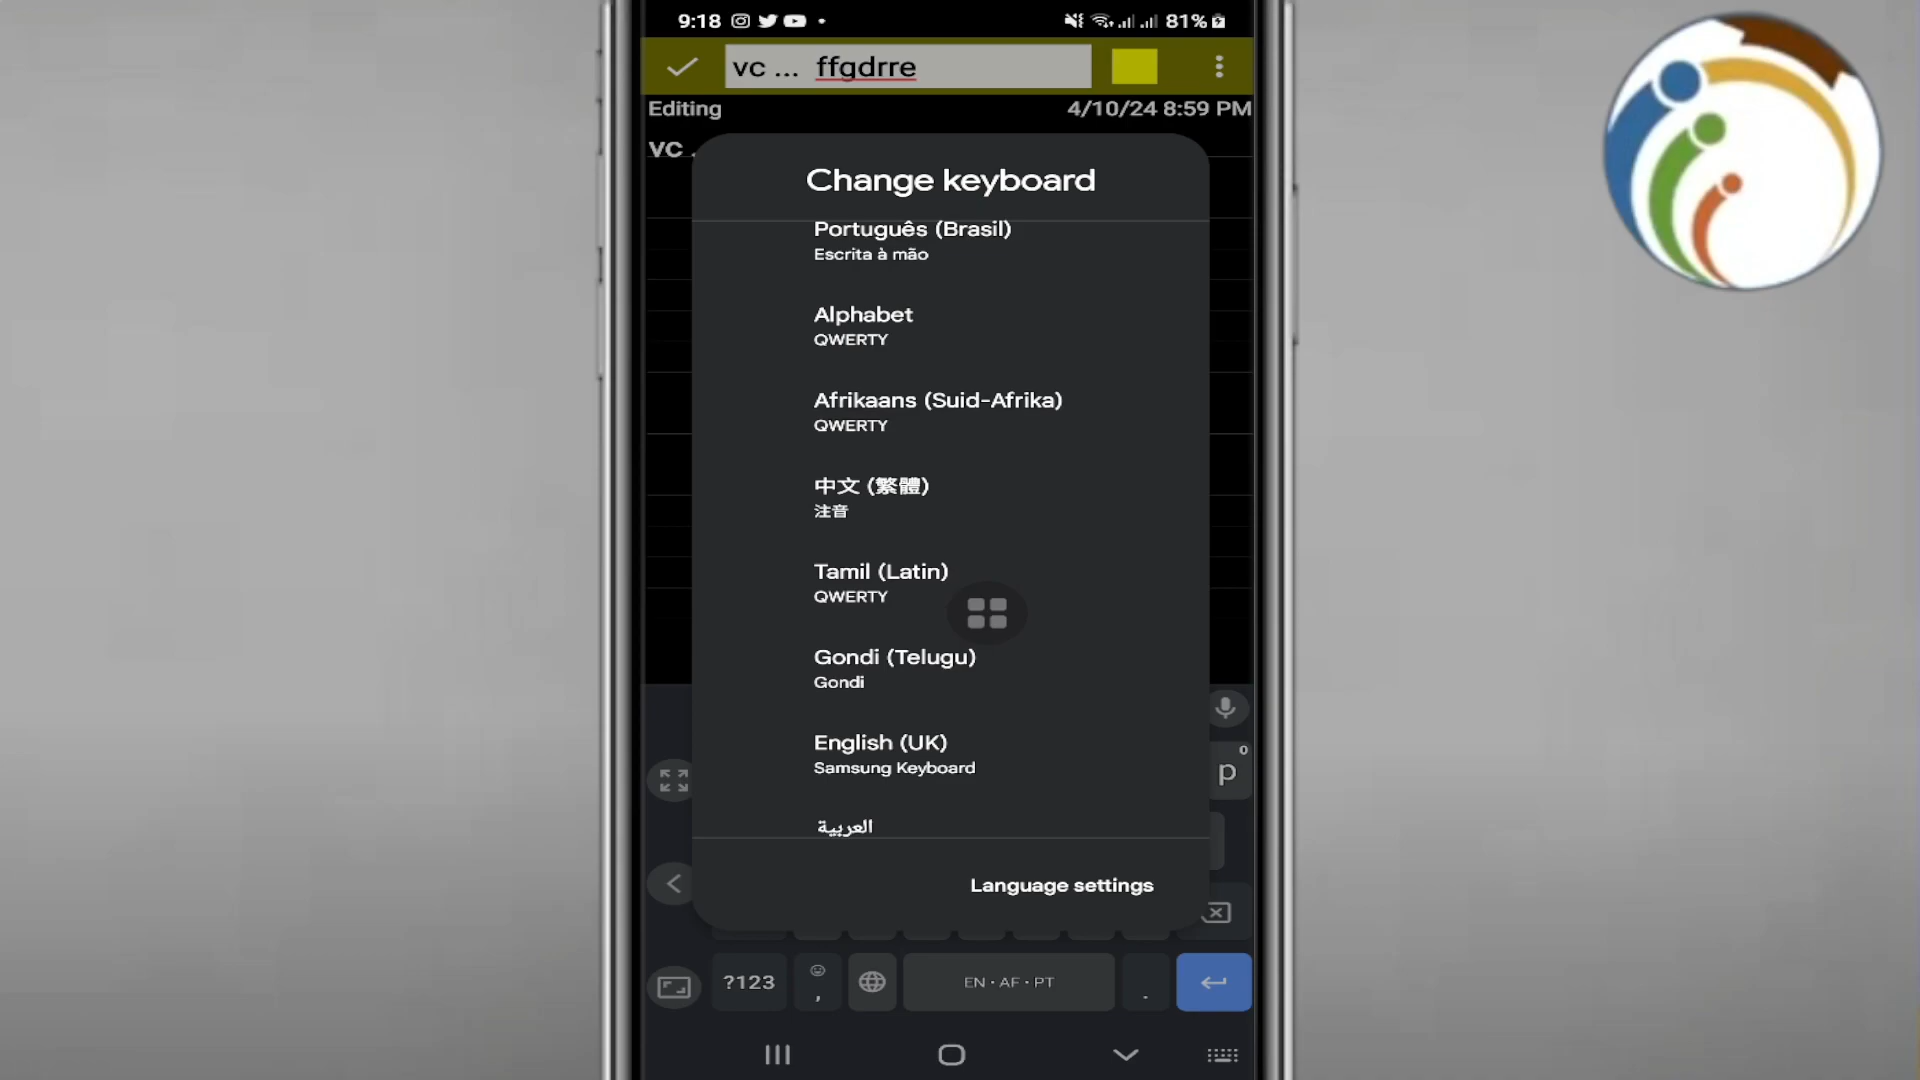 9:18
81%
vc ... ffgdrre
Editing
4/10/24 8:59 PM
vc .
Change keyboard
Português (Brasil)
Escrita à mão
Alphabet
QWERTY
Afrikaans (Suid-Afrika)
QWERTY
中文 (繁體)
注音
Tamil (Latin)
QWERTY
Gondi (Telugu)
Gondi
English (UK)
Samsung Keyboard
العربية
Language settings
p
0
?123
,
EN • AF • PT
.